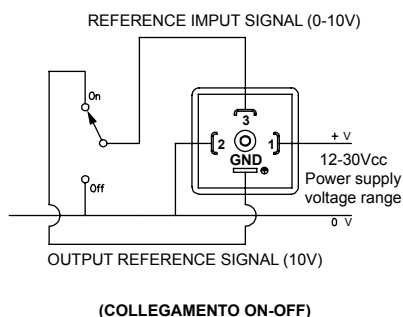 REFERENCE IMPUT SIGNAL (0-10V)
On
3
2
1
GND
+ V
12-30Vcc
Power supply
voltage range
Off
0 V
OUTPUT REFERENCE SIGNAL (10V)
(COLLEGAMENTO ON-OFF)